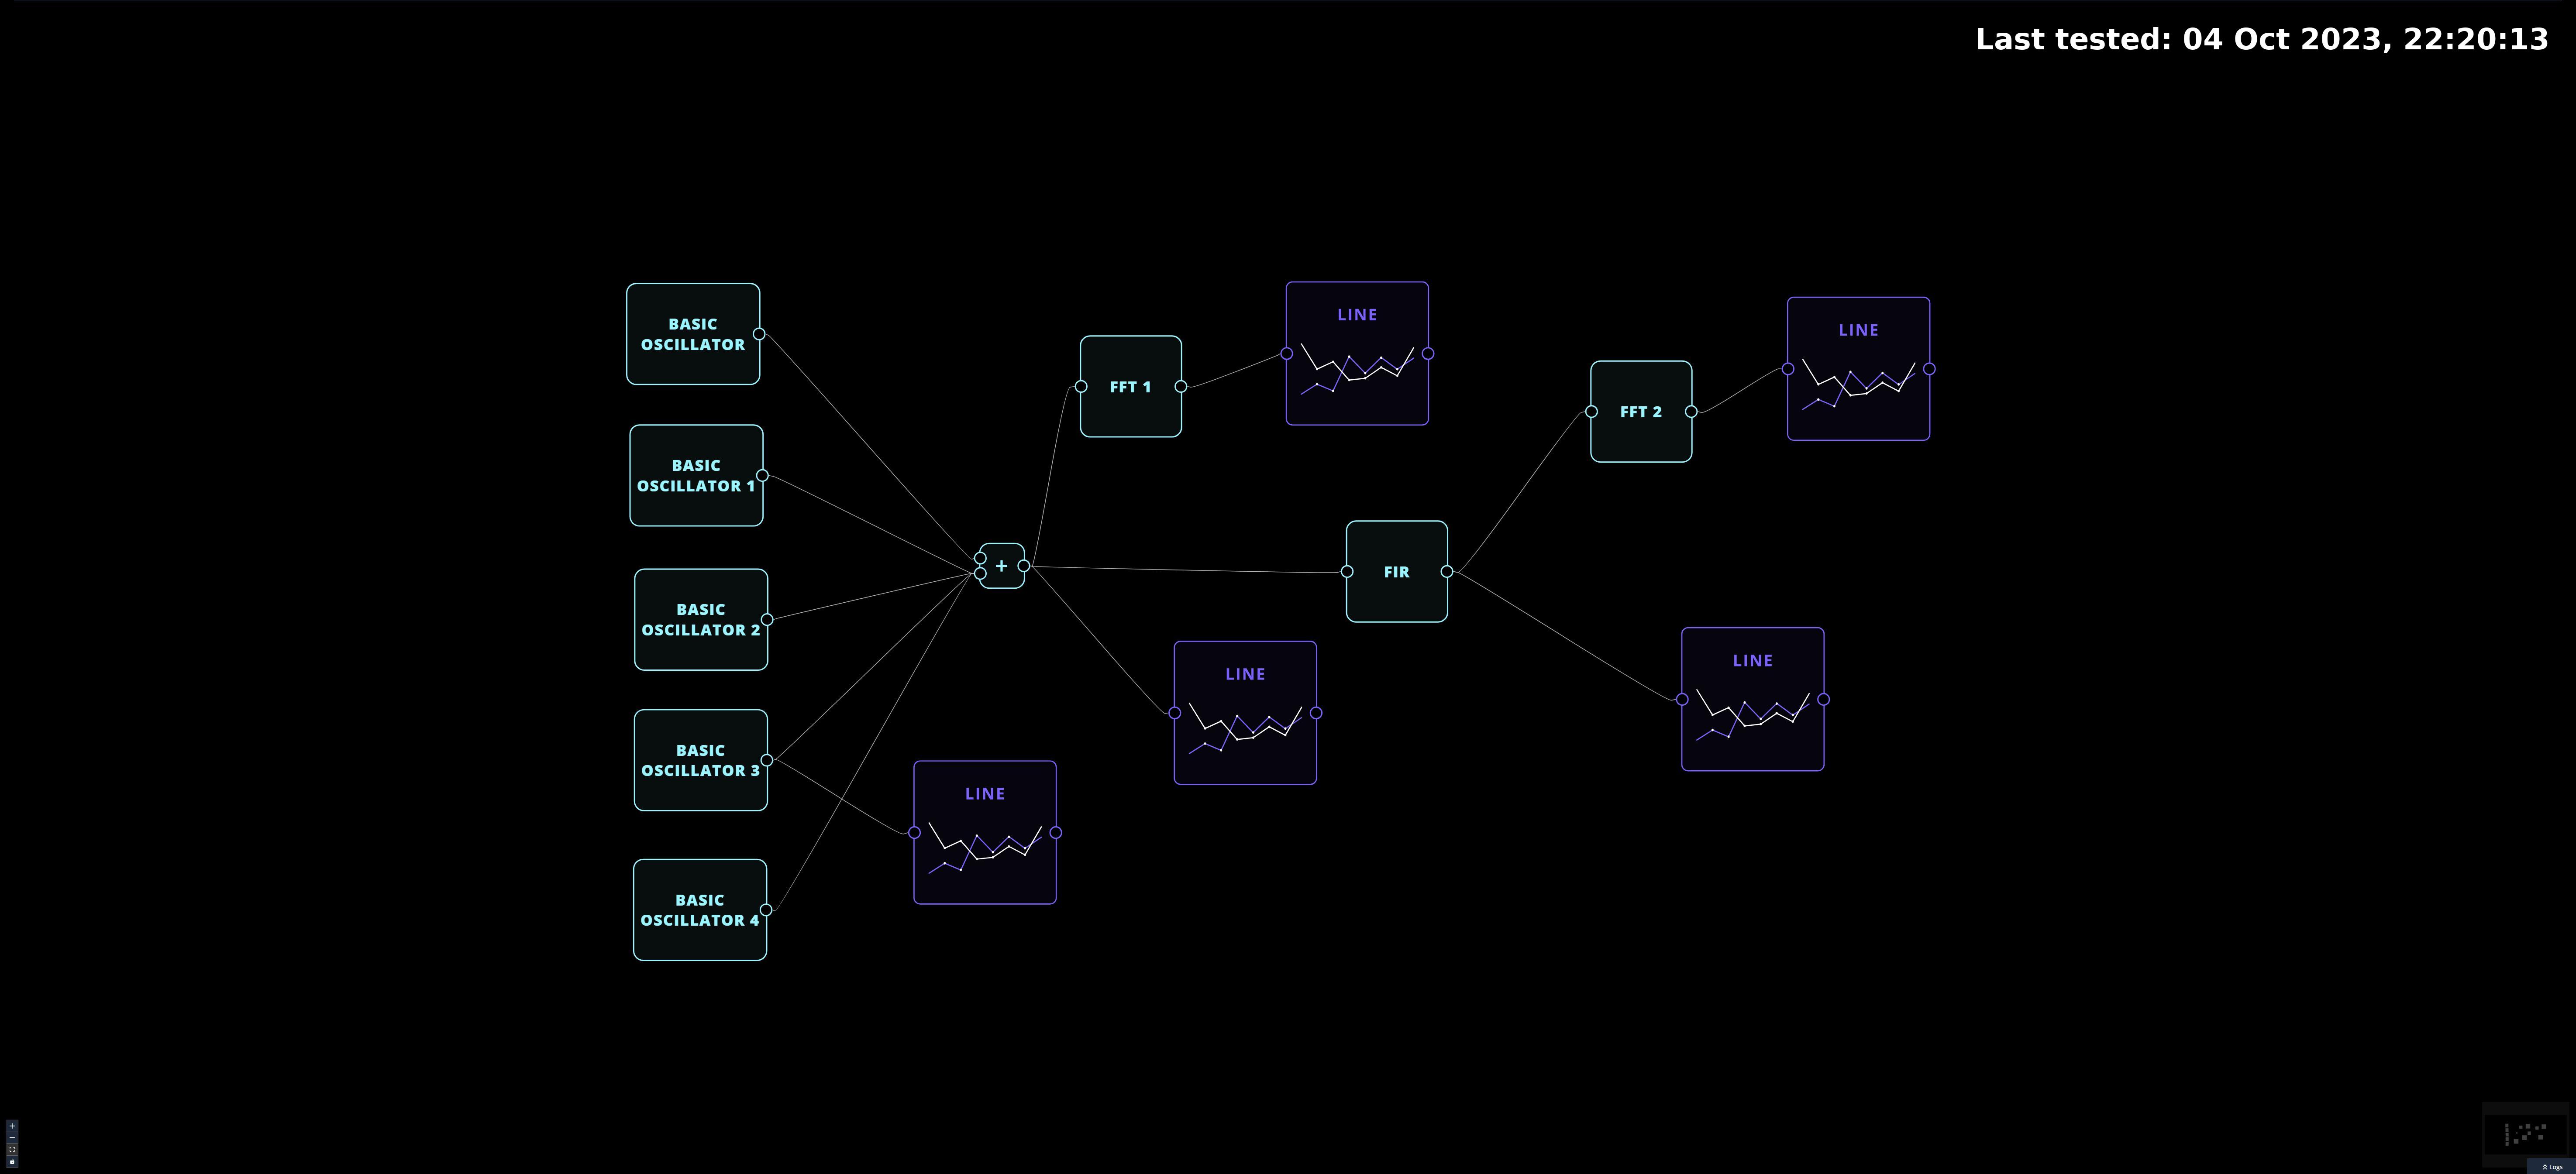 Last tested: 04 Oct 2023, 22:20:13
BASIC
OSCILLATOR
LINE
LINE
FFT 1
FFT 2
BASIC
OSCILLATOR 1
+
FIR
BASIC
OSCILLATOR 2
LINE
LINE
BASIC
OSCILLATOR 3
LINE
BASIC
OSCILLATOR 4
Logs